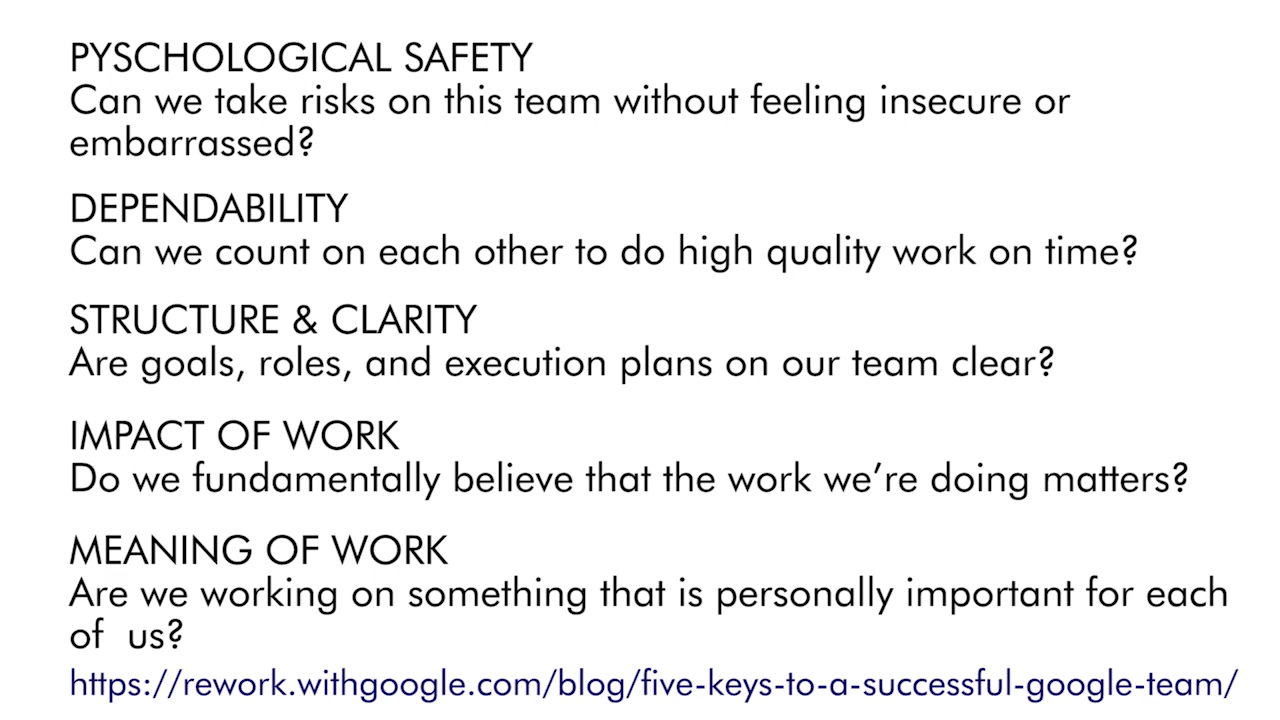 PYSCHOLOGICAL SAFETY
Can we take risks on this team without feeling insecure or
embarrassed?
DEPENDABILITY
Can we count on each other to do high quality work on time?
STRUCTURE & CLARITY
Are goals, roles, and execution plans on our team clear?
IMPACT OF WORK
Do we fundamentally believe that the work we’re doing matters?
MEANING OF WORK
Are we working on something that is personally important for each
of  us?
https://rework.withgoogle.com/blog/five-keys-to-a-successful-google-team/